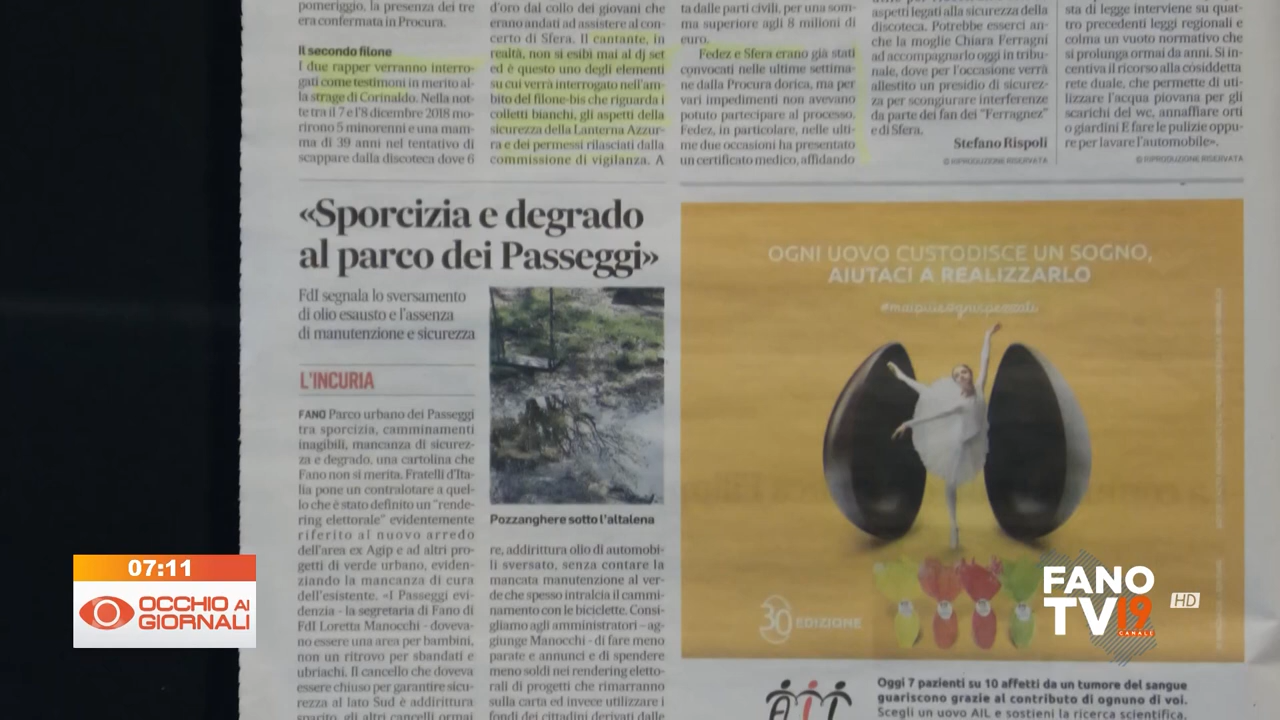 pomeriggio, la presenza dei tre
era confermata in Procura.
Il secondo filone
I due rapper verranno interro-
gati come testimoni in merito al-
la strage di Corinaldo. Nella not-
te tra il 7 e l'8 dicembre 2018 mo-
rirono 5 minorenni e una mam-
ma di 39 anni nel tentativo di
scappare dalla discoteca dove 6
d'oro dal collo dei giovani che
erano andati ad assistere al con-
certo di Sfera. Il cantante, in
realtà, non si esibì mai al dj set
ed è questo uno degli elementi
su cui verrà interrogato nell'am-
bito del filone-bis che riguarda i
colletti bianchi, gli aspetti della
sicurezza della Lanterna Azzur-
ra e dei permessi rilasciati dalla
commissione di vigilanza. A
ta dalle parti civili, per una som-
ma superiore agli 8 milioni di
euro.
Fedez e Sfera erano già stati
convocati nelle ultime settima-
ne dalla Procura dorica, ma per
vari impedimenti non avevano
potuto partecipare al processo.
Fedez, in particolare, nelle ulti-
me due occasioni ha presentato
un certificato medico, affidando
aspetti legati alla sicurezza della
discoteca. Potrebbe esserci an-
che la moglie Chiara Ferragni
ad accompagnarlo oggi in tribu-
nale, dove per l'occasione verrà
allestito un presidio di sicurez-
za per scongiurare interferenze
da parte dei fan dei "Ferragnez"
e di Sfera.
Stefano Rispoli
© RIPRODUZIONE RISERVATA
sta di legge interviene su quat-
tro precedenti leggi regionali e
colma un vuoto normativo che
si prolunga ormai da anni. Si in-
centiva il ricorso alla cosiddetta
rete duale, che permette di uti-
lizzare l'acqua piovana per gli
scarichi del wc, annaffiare orti
o giardini E fare le pulizie oppu-
re per lavare l'automobile».
© RIPRODUZIONE RISERVATA
«Sporcizia e degrado
al parco dei Passeggi»
FdI segnala lo sversamento
di olio esausto e l'assenza
di manutenzione e sicurezza
L'INCURIA
FANO Parco urbano dei Passeggi
tra sporcizia, camminamenti
inagibili, mancanza di sicurez-
za e degrado, una cartolina che
Fano non si merita. Fratelli d'Ita-
lia pone un contralotare a quel-
lo che è stato definito un "rende-
ring elettorale" evidentemente
riferito al nuovo arredo
dell'area ex Agip e ad altri pro-
getti di verde urbano, eviden-
ziando la mancanza di cura
dell'esistente. «I Passeggi evi-
denzia - la segretaria di Fano di
FdI Loretta Manocchi - doveva-
no essere una area per bambini,
non un ritrovo per sbandati e
ubriachi. Il cancello che doveva
essere chiuso per garantire sicu-
rezza al lato Sud è addirittura
spacito, gli altri cancelli ormai
Pozzanghere sotto l'altalena
re, addirittura olio di automobi-
li sversato, senza contare la
mancata manutenzione al ver-
de che spesso intralcia il cammi-
namento con le biciclette. Consi-
gliamo agli amministratori - ag-
giunge Manocchi - di fare meno
parate e annunci e di spendere
meno soldi nei rendering eletto-
rali di progetti che rimarranno
sulla carta ed invece utilizzare i
fondi dei cittadini derivati dalle
OGNI UOVO CUSTODISCE UN SOGNO,
AIUTACI A REALIZZARLO
30 EDIZIONE
AIL
Oggi 7 pazienti su 10 affetti da un tumore del sangue
guariscono grazie al contributo di ognuno di voi.
Scegli un uovo AIL e sostieni la ricerca scientifica.
07:11
OCCHIO AI
GIORNALI
FANO
TV19
CANALE
HD